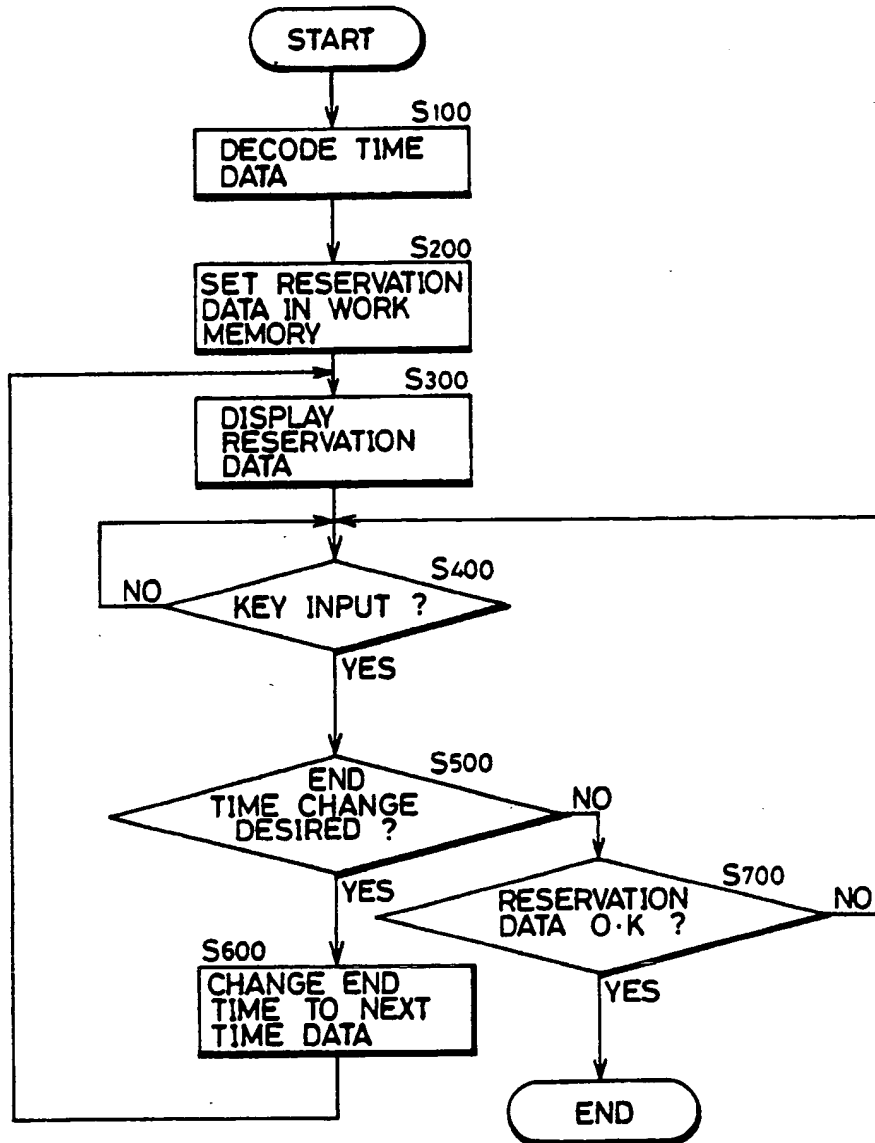 START
S100
DECODE TIME
DATA
S200
SET RESERVATION
DATA IN WORK
MEMORY
S300
DISPLAY
RESERVATION
DATA
S400
NO
KEY INPUT ?
YES
S500
END
TIME CHANGE
DESIRED ?
NO
YES
S700
RESERVATION
DATA O·K ?
NO
YES
S600
CHANGE END
TIME TO NEXT
TIME DATA
END